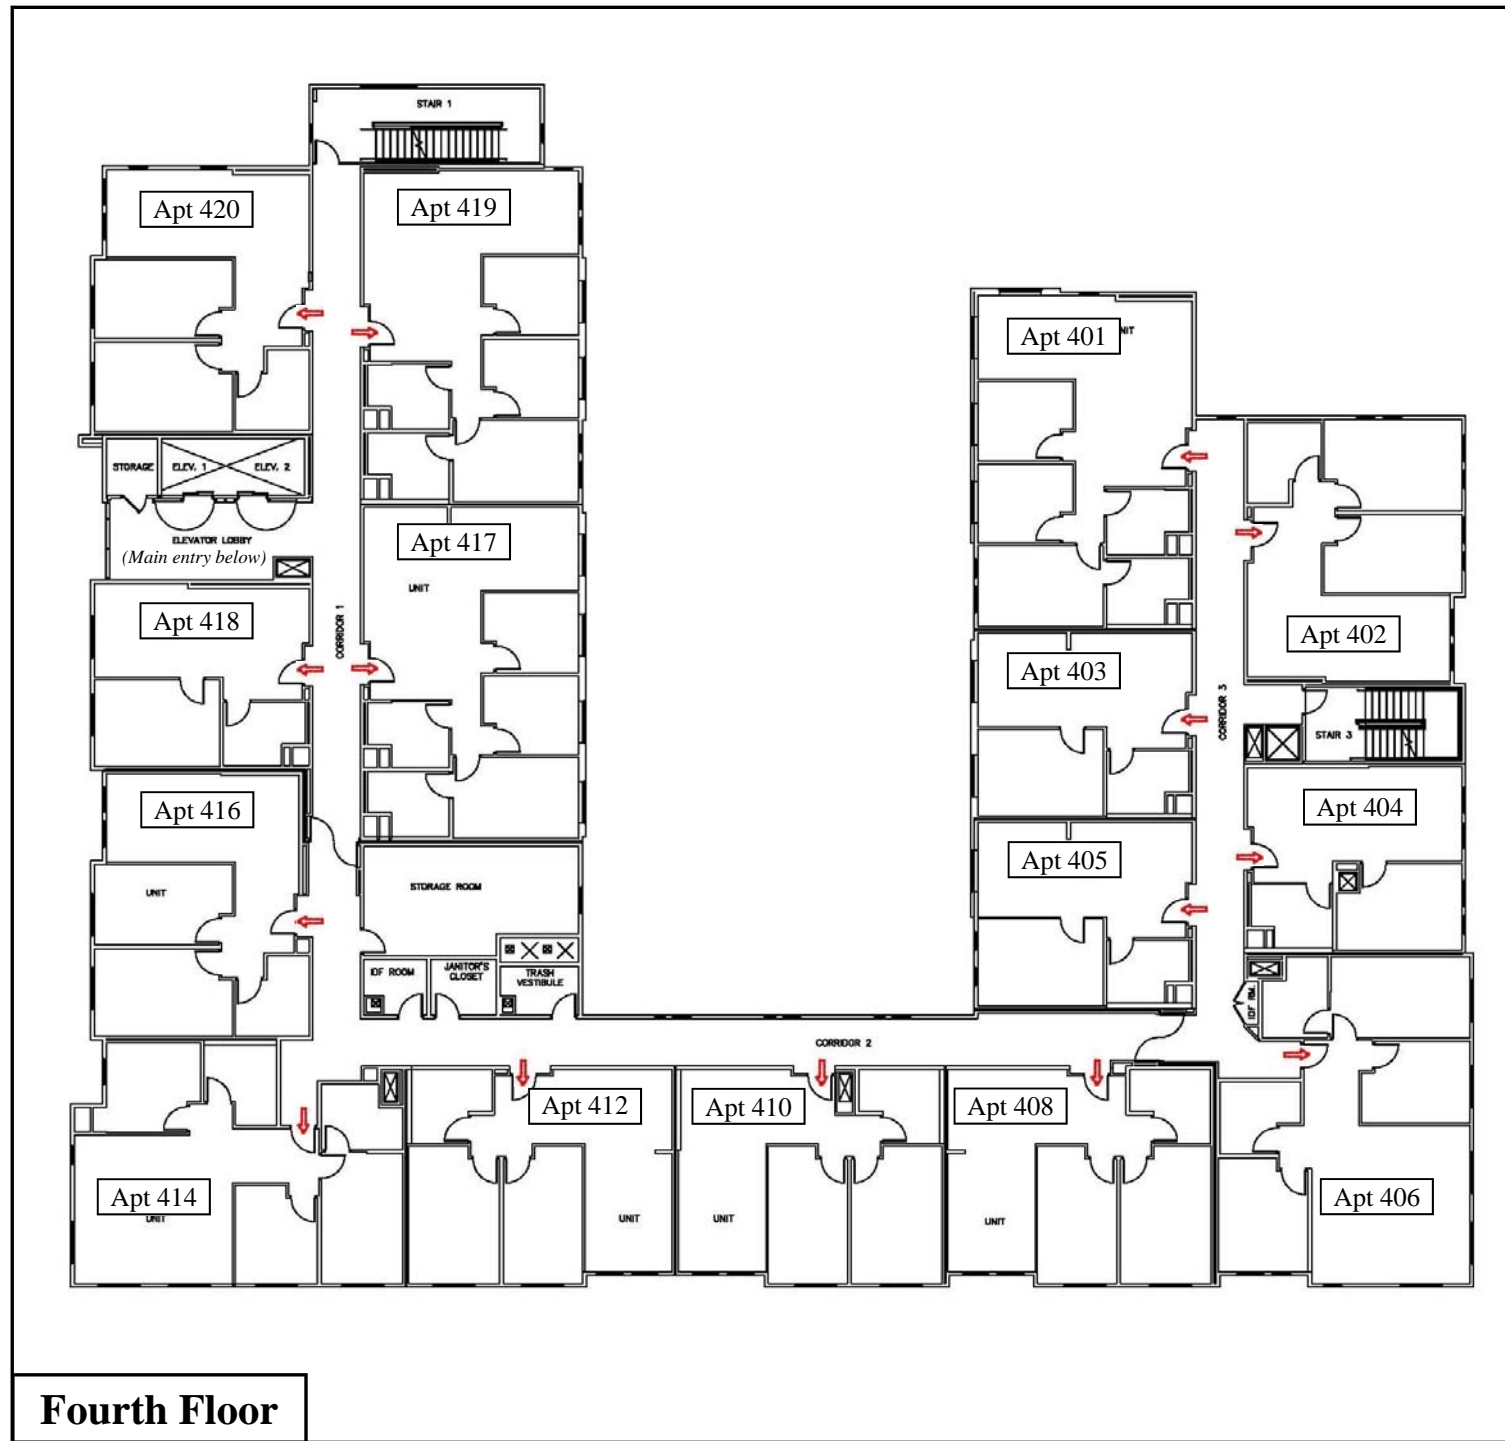 STAIR 1
Apt 420
Apt 419
Apt 401
NIT
STORAGE
ELEV. 1
ELEV. 2
ELEVATOR LOBBY
(Main entry below)
Apt 417
UNIT
Apt 418
CORRIDOR 1
Apt 402
Apt 403
CORRIDOR 3
STAIR 3
Apt 416
UNIT
Apt 404
Apt 405
STORAGE ROOM
IDF ROOM
JANITOR'S
CLOSET
TRASH
VESTIBULE
IDF RM.
CORRIDOR 2
Apt 412
Apt 410
Apt 408
Apt 414
UNIT
UNIT
UNIT
UNIT
Apt 406
Fourth Floor